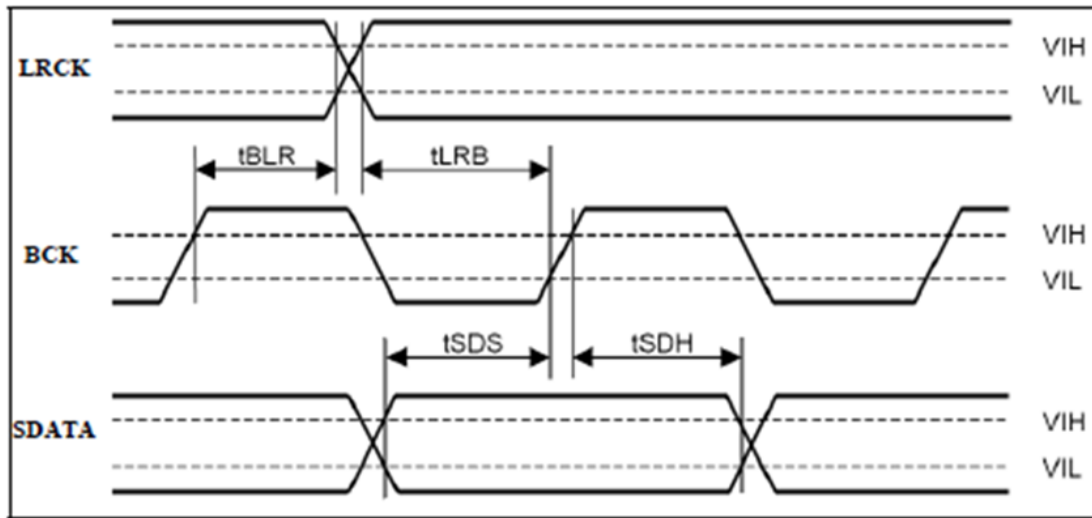 LRCK
VIH
VIL
tBLR
tLRB
BCK
VIH
VIL
tSDS
tSDH
SDATA
VIH
VIL